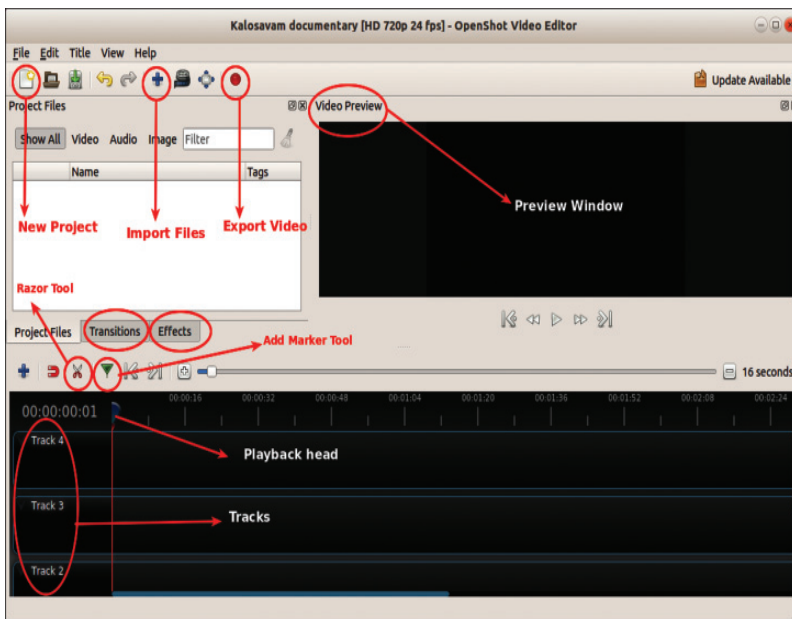 Kalosavam documentary [HD 720p 24 fps] - OpenShot Video Editor
File Edit Title View Help
Update Available
Project Files
Video Preview
Show All Video Audio Image Filter
Name Tags
New Project
Import Files
Export Video
Preview Window
Razor Tool
Project Files Transitions Effects
Add Marker Tool
16 seconds
00:00:00:01
00:00:16 00:00:32 00:00:48 00:01:04 00:01:20 00:01:36 00:01:52 00:02:08 00:02:24
Track 4
Playback head
Track 3
Tracks
Track 2